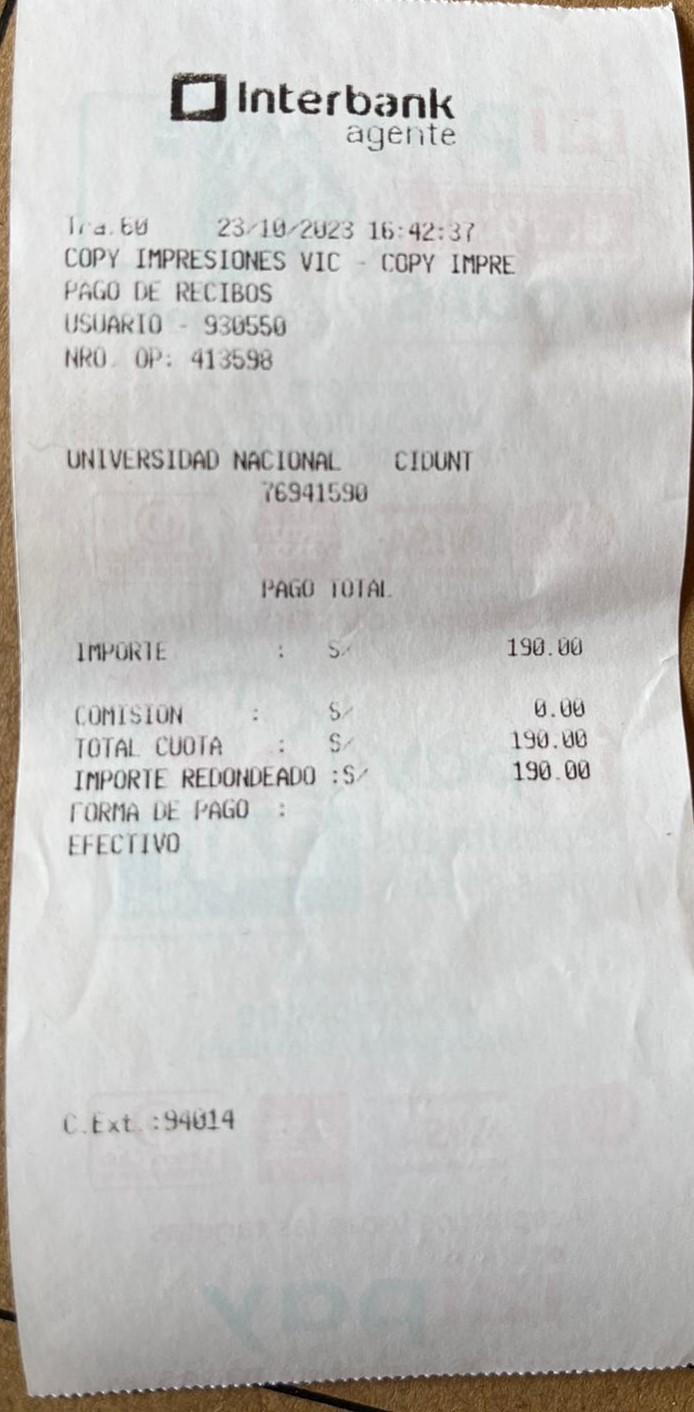 Interbank
agente
Tra.60 23/10/2023 16:42:37
COPY IMPRESIONES VIC - COPY IMPRE
PAGO DE RECIBOS
USUARIO - 930550
NRO. OP: 413598
UNIVERSIDAD NACIONAL CIDUNT
76941590
PAGO TOTAL
IMPORTE : S/ 190.00
COMISION : S/ 0.00
TOTAL CUOTA : S/ 190.00
IMPORTE REDONDEADO :S/ 190.00
FORMA DE PAGO :
EFECTIVO
C.Ext.:94014